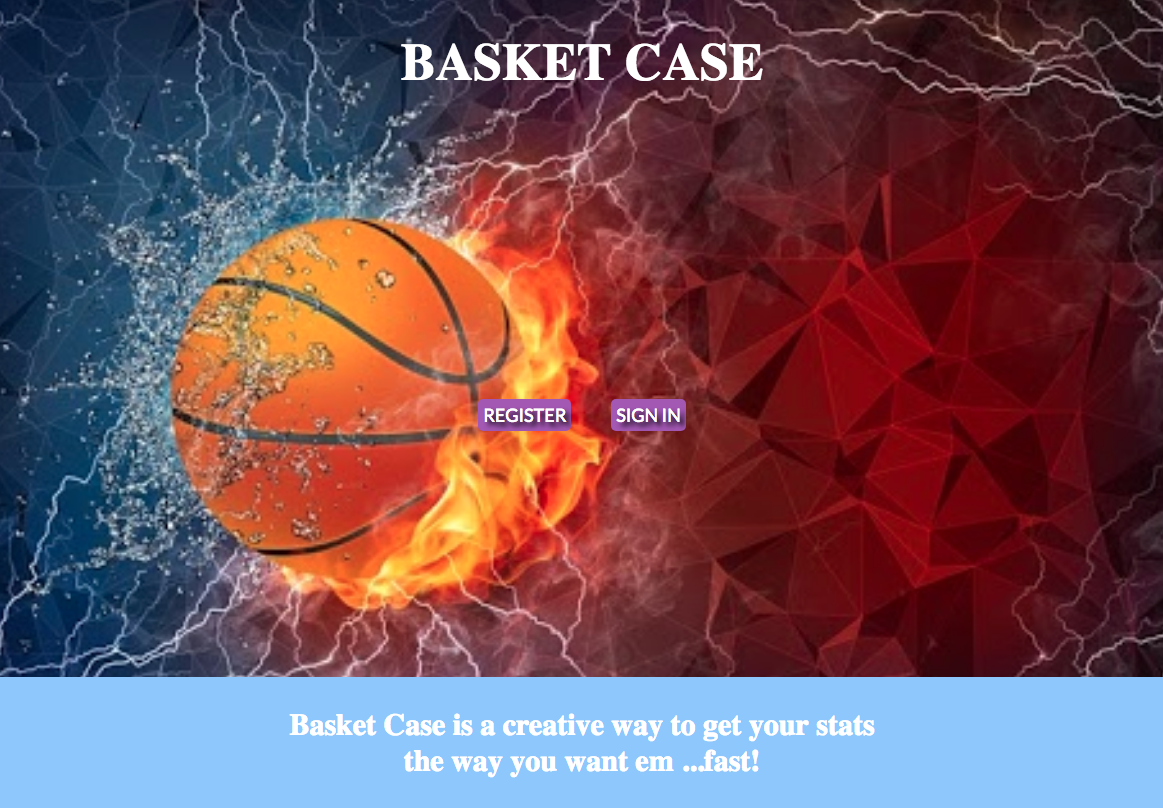 BASKET CASE
REGISTER SIGN IN
Basket Case is a creative way to get your stats
the way you want em ...fast!